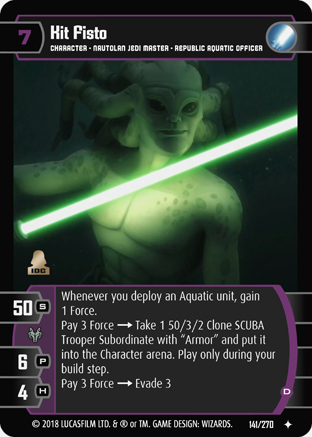 7 Kit Fisto
CHARACTER - NAUTOLAN JEDI MASTER - REPUBLIC AQUATIC OFFICER
IDC
50 S
Whenever you deploy an Aquatic unit, gain
1 Force.
Pay 3 Force → Take 1 50/3/2 Clone SCUBA
Trooper Subordinate with “Armor” and put it
into the Character arena. Play only during your
build step.
6 P
Pay 3 Force → Evade 3
4 H
D
© 2018 LUCASFILM LTD. & ® or TM. GAME DESIGN: WIZARDS. 141/270